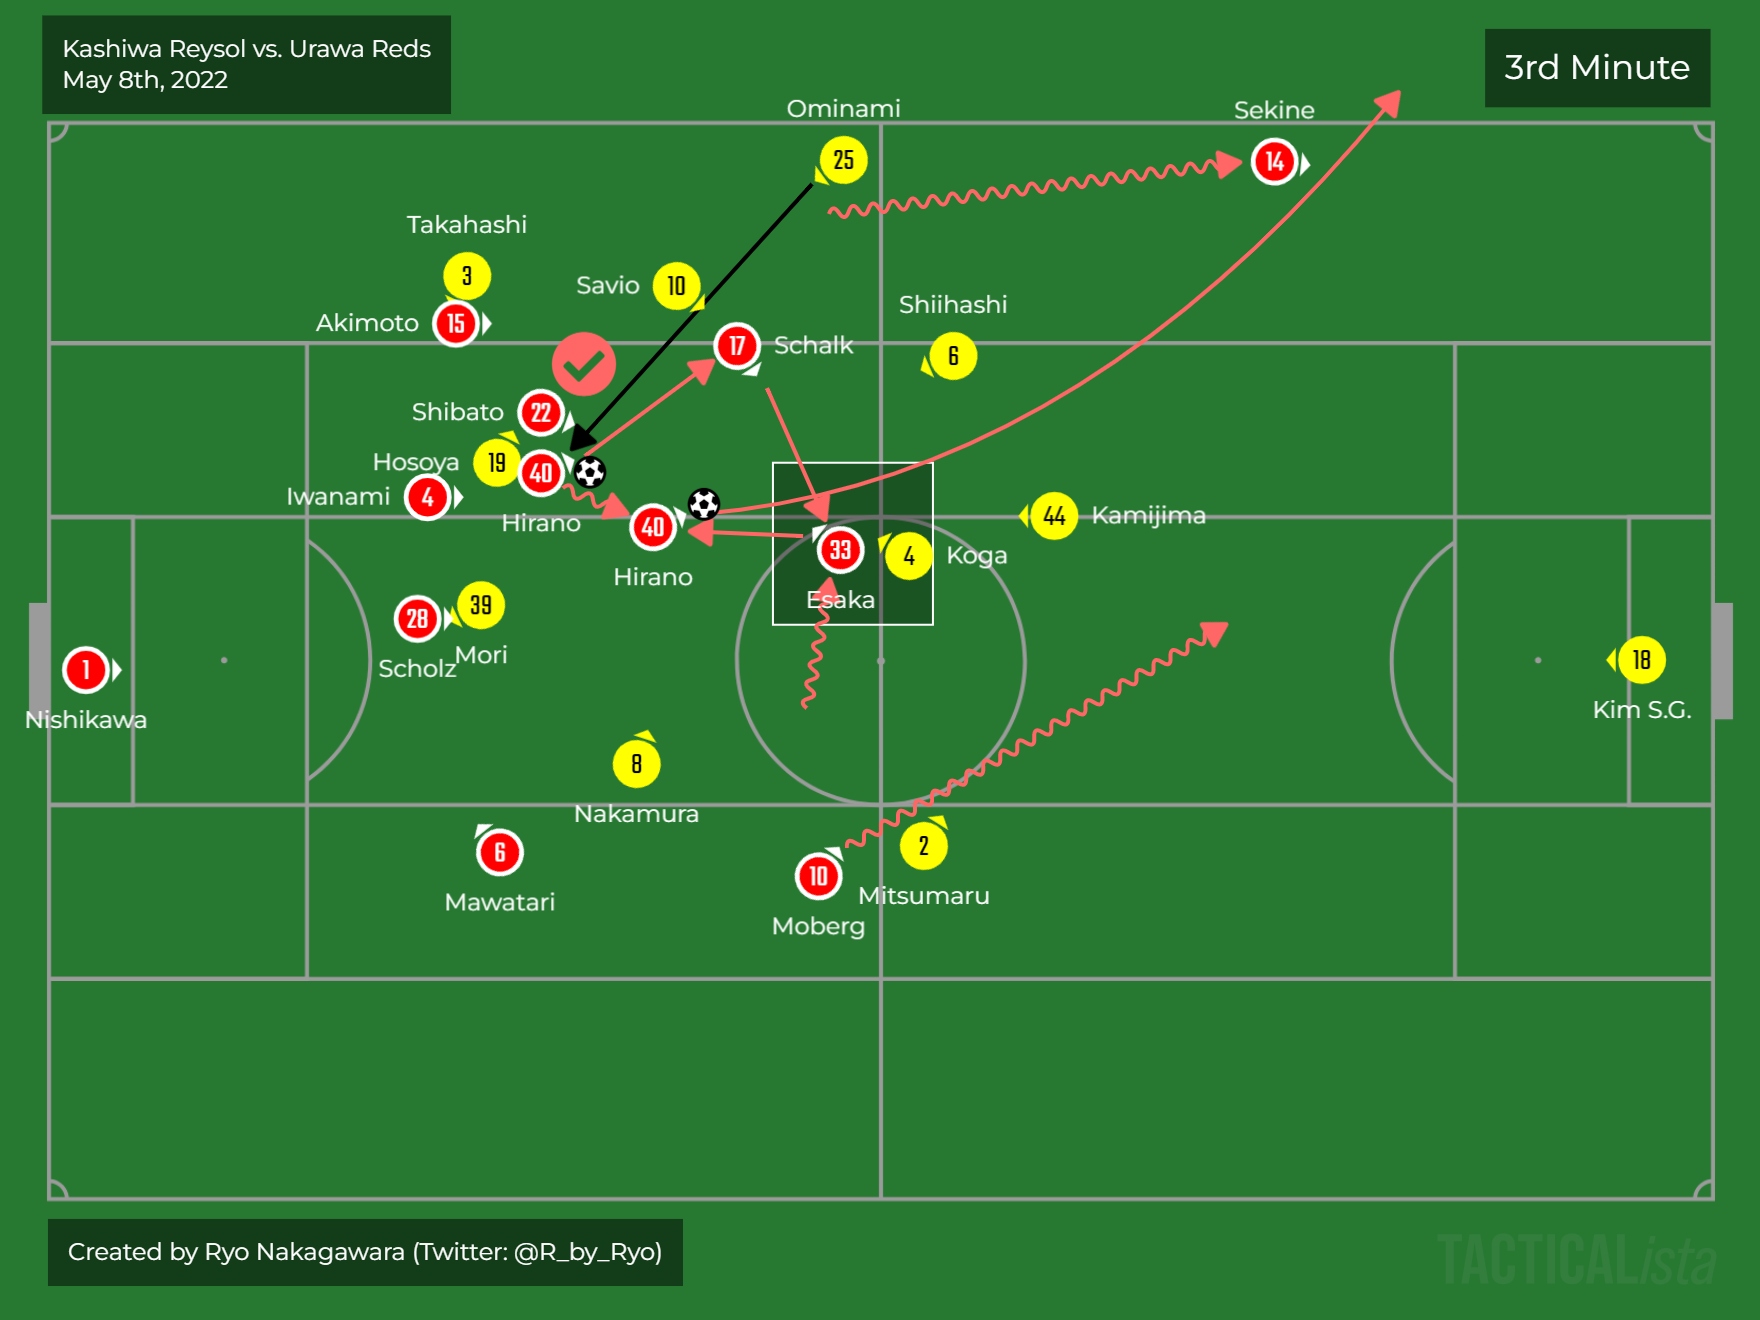 Kashiwa Reysol vs. Urawa Reds
May 8th, 2022
3rd Minute
Ominami
25
Sekine
14
Takahashi
3
Savio
10
Akimoto
15
Schalk
17
Shiihashi
6
Shibato
22
Hosoya
19
40
Iwanami
4
Hirano
40
Hirano
44
Kamijima
33
Esaka
4
Koga
28
Scholz
39
Mori
1
Nishikawa
18
Kim S.G.
8
Nakamura
6
Mawatari
10
Moberg
2
Mitsumaru
Created by Ryo Nakagawara (Twitter: @R_by_Ryo)
TACTICALista